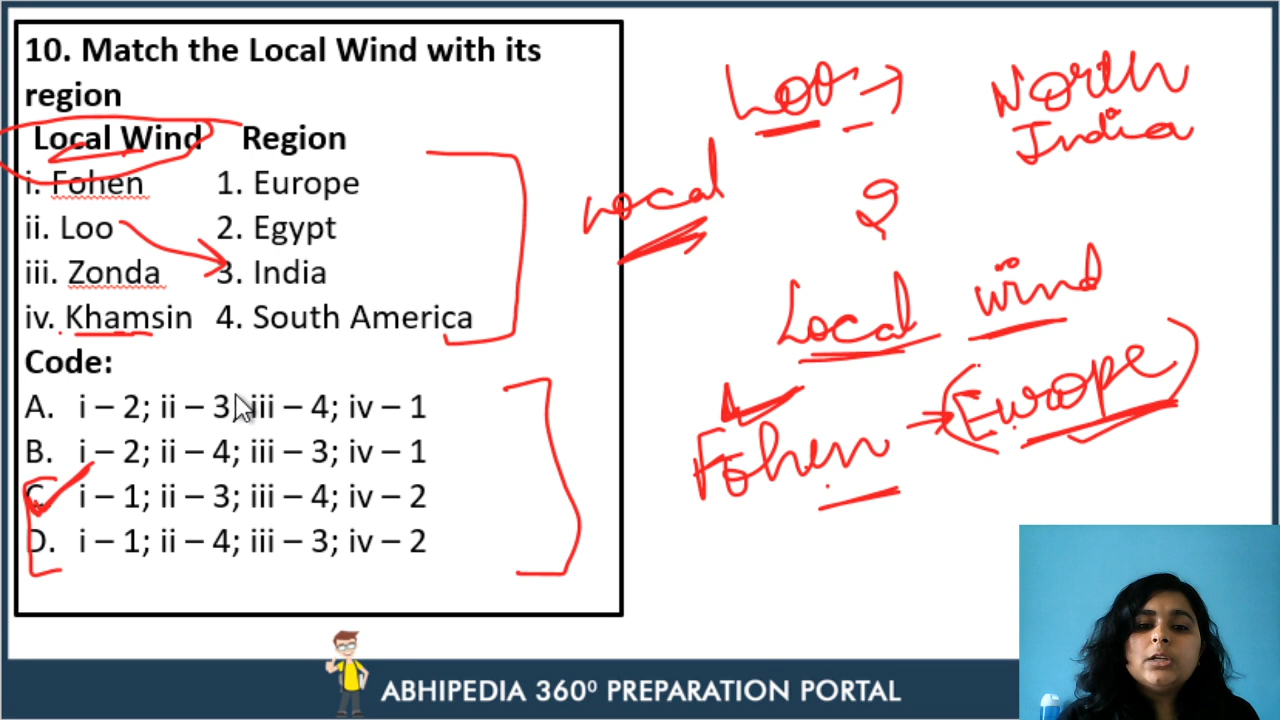 10. Match the Local Wind with its
region
Local Wind Region
i. Fohen 1. Europe
ii. Loo 2. Egypt
iii. Zonda 3. India
iv. Khamsin 4. South America
Code:
A. i – 2; ii – 3; iii – 4; iv – 1
B. i – 2; ii – 4; iii – 3; iv – 1
C. i – 1; ii – 3; iii – 4; iv – 2
D. i – 1; ii – 4; iii – 3; iv – 2
Loo → North
India
Local
Local wind
Fohen → (Europe)
ABHIPEDIA 360⁰ PREPARATION PORTAL